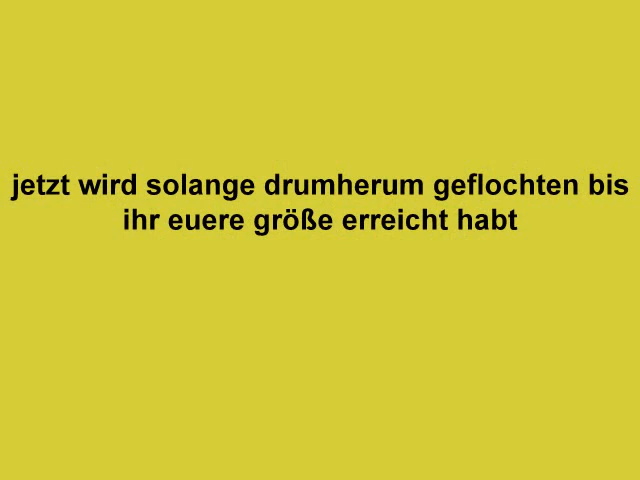 jetzt wird solange drumherum geflochten bis
ihr euere größe erreicht habt